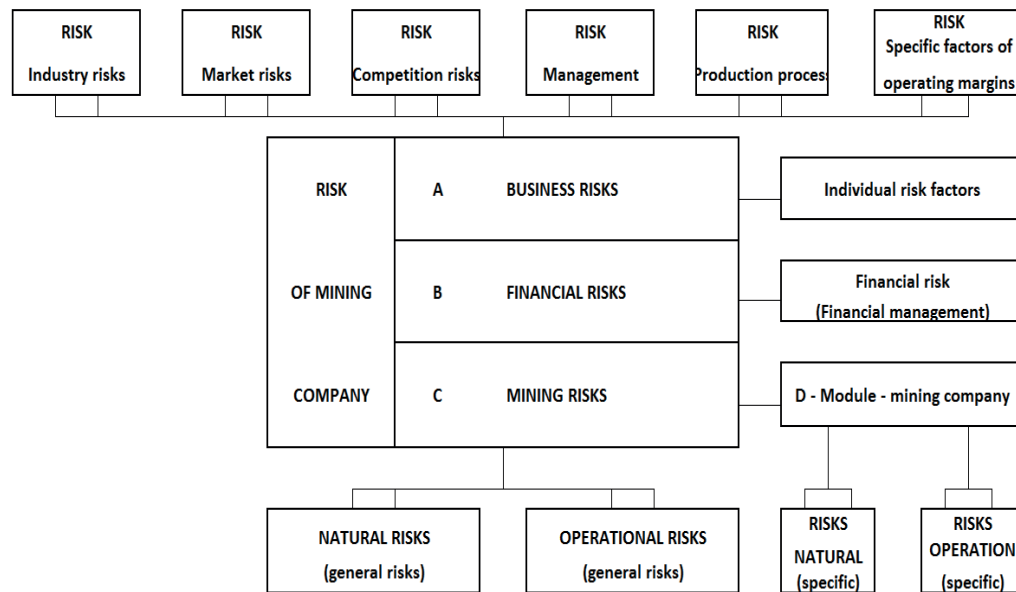 RISK
Industry risks
RISK
Market risks
RISK
Competition risks
RISK
Management
RISK
Production process
RISK
Specific factors of
operating margins
RISK
OF MINING
COMPANY
A BUSINESS RISKS
B FINANCIAL RISKS
C MINING RISKS
Individual risk factors
Financial risk
(Financial management)
D - Module - mining company
NATURAL RISKS
(general risks)
OPERATIONAL RISKS
(general risks)
RISKS
NATURAL
(specific)
RISKS
OPERATION
(specific)